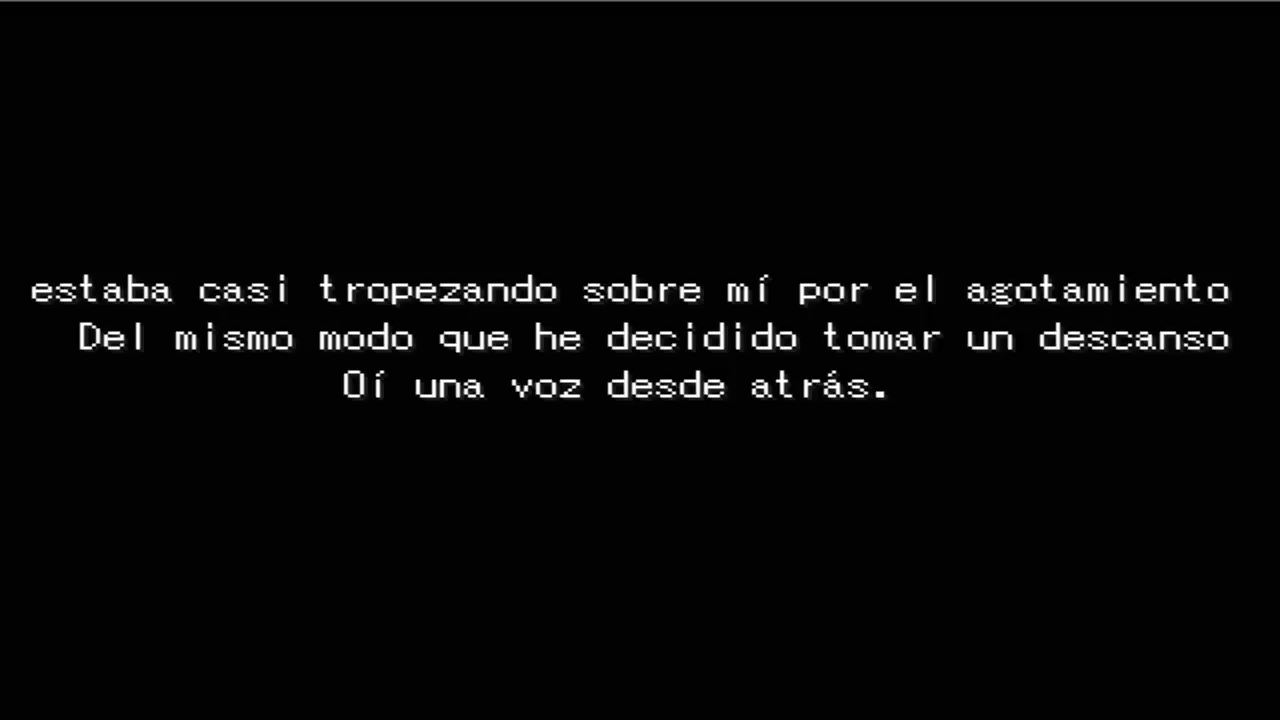 estaba casi tropezando sobre mí por el agotamiento
Del mismo modo que he decidido tomar un descanso
Oí una voz desde atrás.